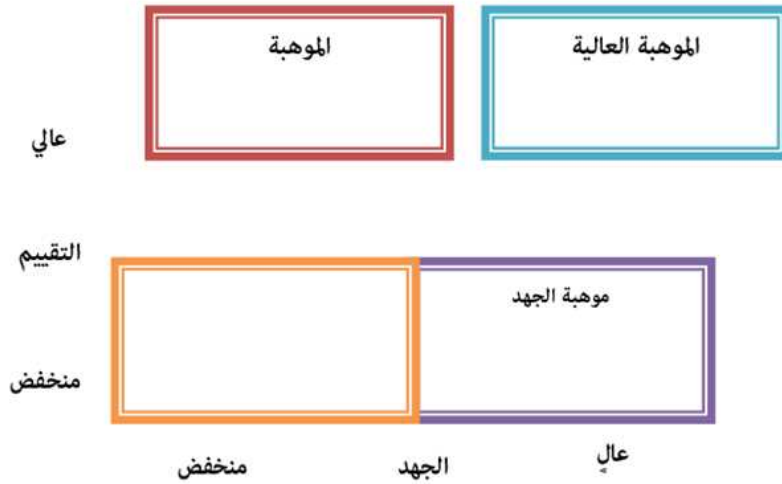 الموهبة العالية
الموهبة
عالي
التقييم
موهبة الجهد
منخفض
عالٍ
الجهد
منخفض